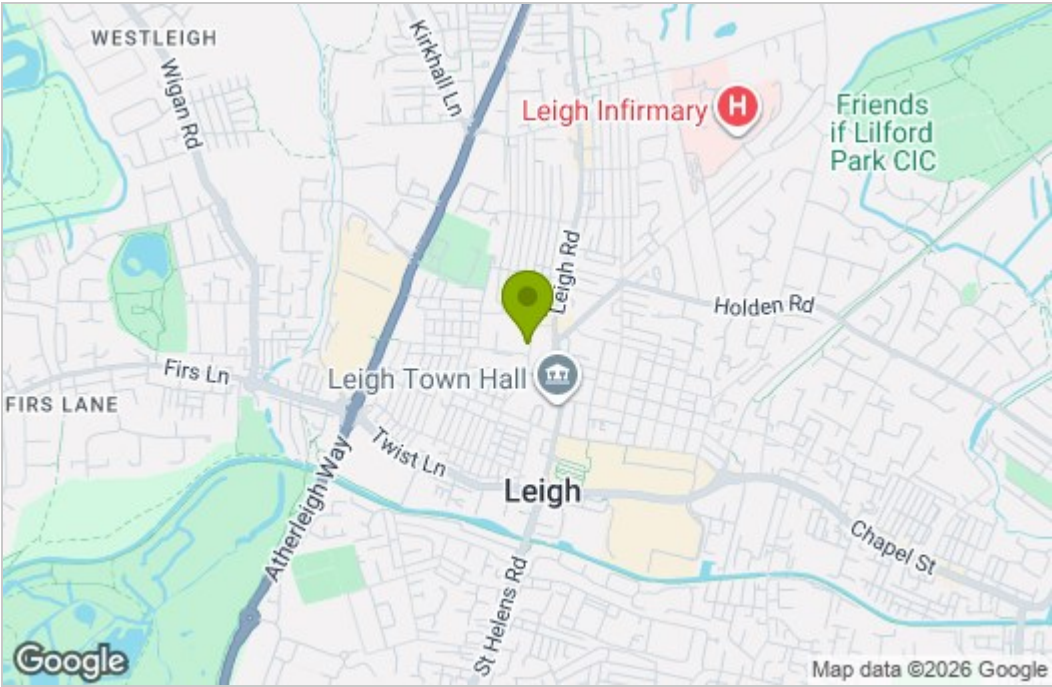 WESTLEIGH
Wigan Rd
Kirkhall Ln
Leigh Infirmary
H
Friends
if Lilford
Park CIC
Leigh Rd
Holden Rd
Firs Ln
Leigh Town Hall
FIRS LANE
Twist Ln
Atherleigh Way
Leigh
Chapel St
St Helens Rd
Google
Map data ©2026 Google